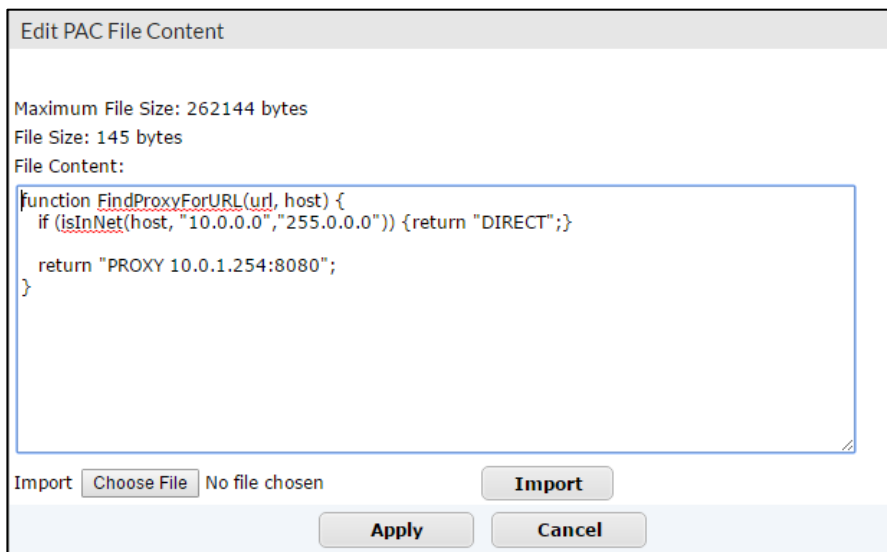 Edit PAC File Content
Maximum File Size: 262144 bytes
File Size: 145 bytes
File Content:
function FindProxyForURL(url, host) {
if (isInNet(host, "10.0.0.0","255.0.0.0")) {return "DIRECT";}
return "PROXY 10.0.1.254:8080";
}
Import Choose File No file chosen Import
Apply Cancel